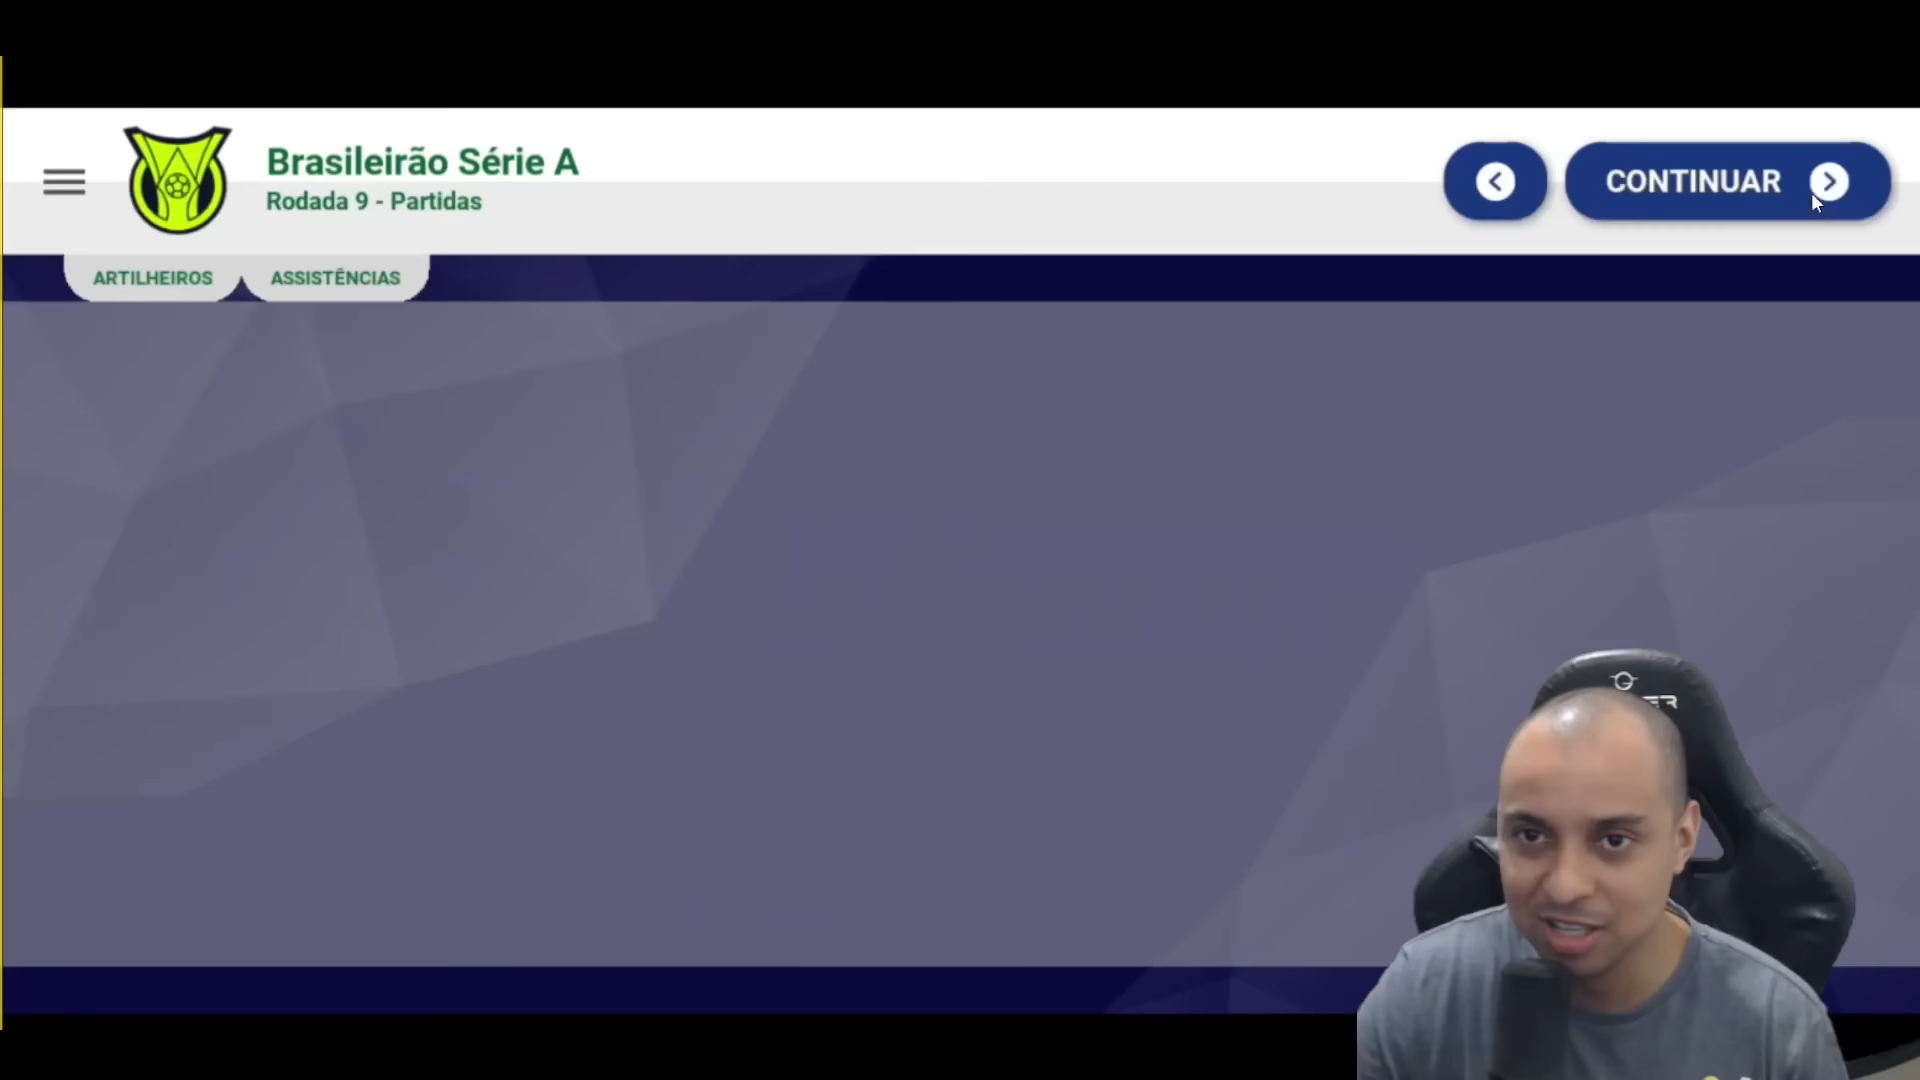 Brasileirão Série A
Rodada 9 - Partidas
CONTINUAR
ARTILHEIROS
ASSISTÊNCIAS